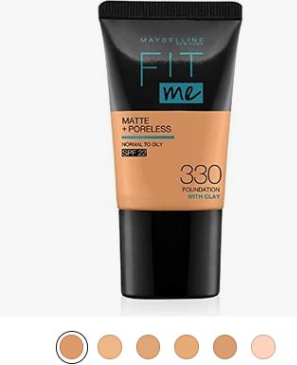 MAYBELLINE
NEW YORK
FIT
me
MATTE
+ PORELESS
NORMAL TO OILY
SPF 22
330
FOUNDATION
WITH CLAY